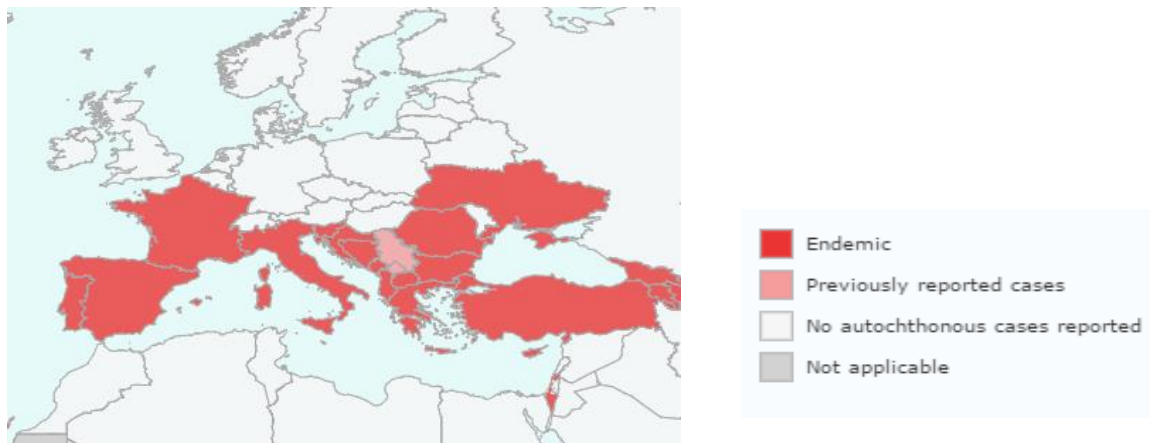 Endemic
Previously reported cases
No autochthonous cases reported
Not applicable